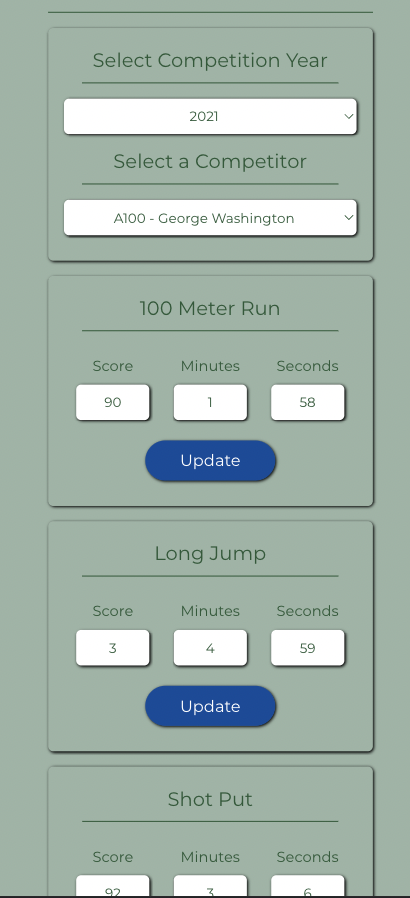 Select Competition Year
2021
Select a Competitor
A100 - George Washington
100 Meter Run
Score Minutes Seconds
90 1 58
Update
Long Jump
Score Minutes Seconds
3 4 59
Update
Shot Put
Score Minutes Seconds
92 3 6